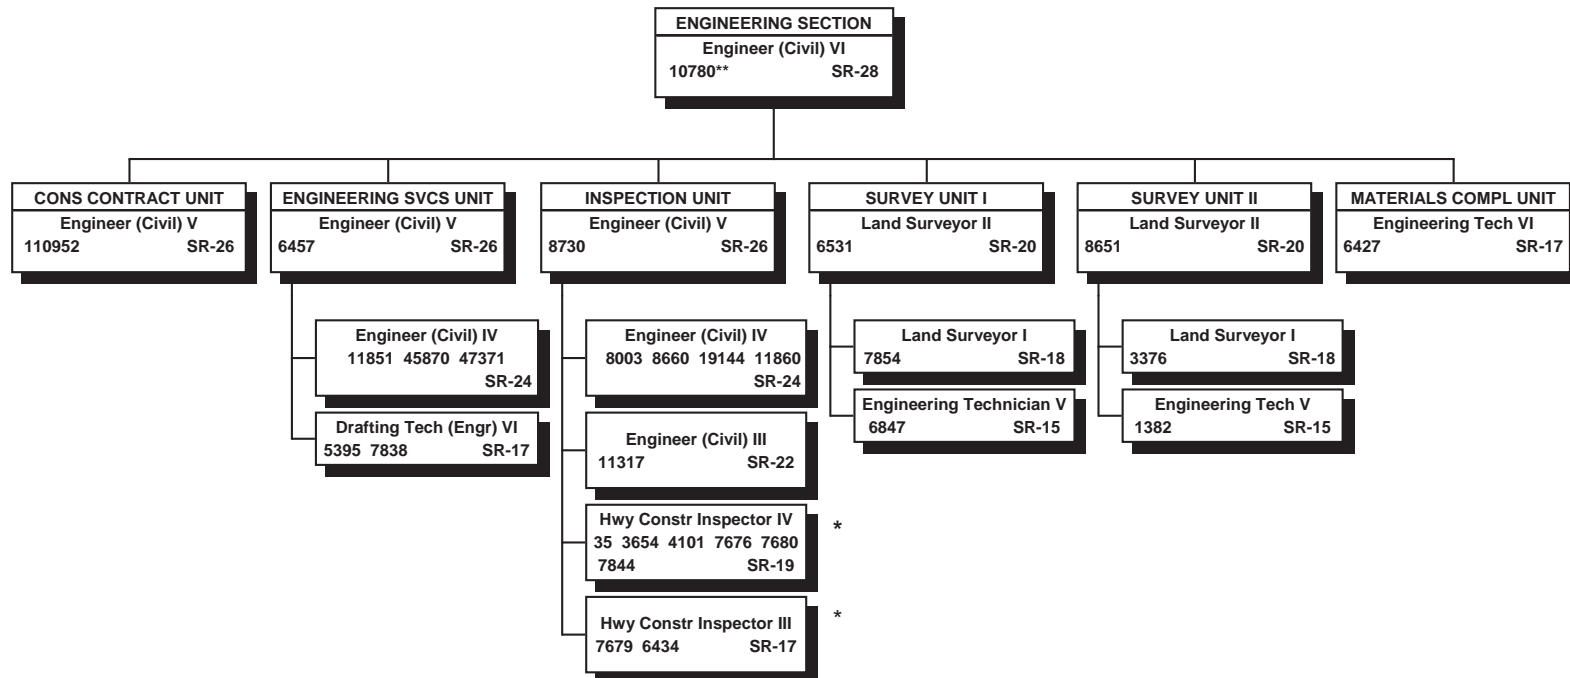 ENGINEERING SECTION
Engineer (Civil) VI
10780** SR-28
CONS CONTRACT UNIT
Engineer (Civil) V
110952 SR-26
ENGINEERING SVCS UNIT
Engineer (Civil) V
6457 SR-26
INSPECTION UNIT
Engineer (Civil) V
8730 SR-26
SURVEY UNIT I
Land Surveyor II
6531 SR-20
SURVEY UNIT II
Land Surveyor II
8651 SR-20
MATERIALS COMPL UNIT
Engineering Tech VI
6427 SR-17
Engineer (Civil) IV
11851 45870 47371
SR-24
Drafting Tech (Engr) VI
5395 7838 SR-17
Engineer (Civil) IV
8003 8660 19144 11860
SR-24
Engineer (Civil) III
11317 SR-22
Hwy Constr Inspector IV *
35 3654 4101 7676 7680
7844 SR-19
Hwy Constr Inspector III *
7679 6434 SR-17
Land Surveyor I
7854 SR-18
Engineering Technician V
6847 SR-15
Land Surveyor I
3376 SR-18
Engineering Tech V
1382 SR-15